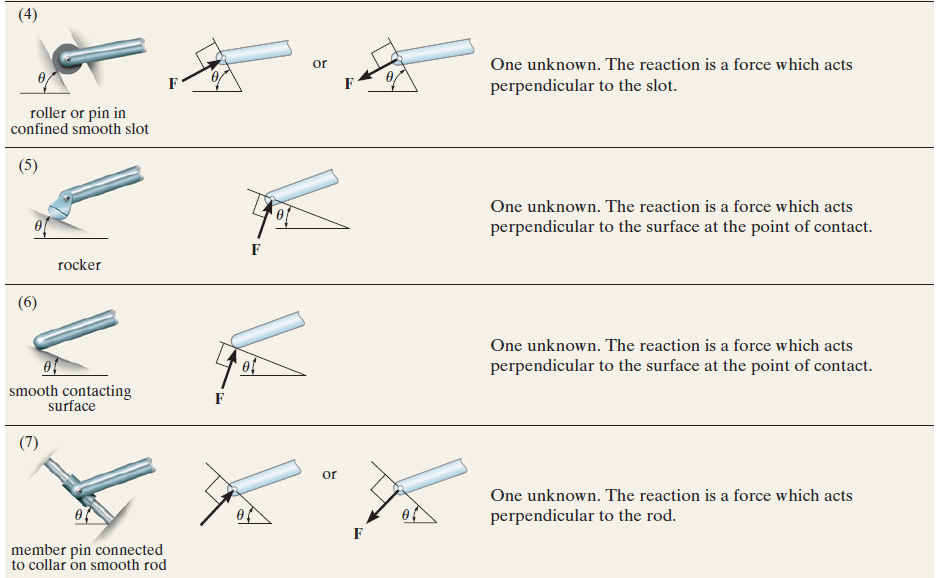 (4)
θ
F
θ
or
F
θ
One unknown. The reaction is a force which acts
perpendicular to the slot.
roller or pin in
confined smooth slot
(5)
θ
θ
F
One unknown. The reaction is a force which acts
perpendicular to the surface at the point of contact.
rocker
(6)
θ
θ
F
One unknown. The reaction is a force which acts
perpendicular to the surface at the point of contact.
smooth contacting
surface
(7)
θ
θ
or
F
θ
One unknown. The reaction is a force which acts
perpendicular to the rod.
member pin connected
to collar on smooth rod